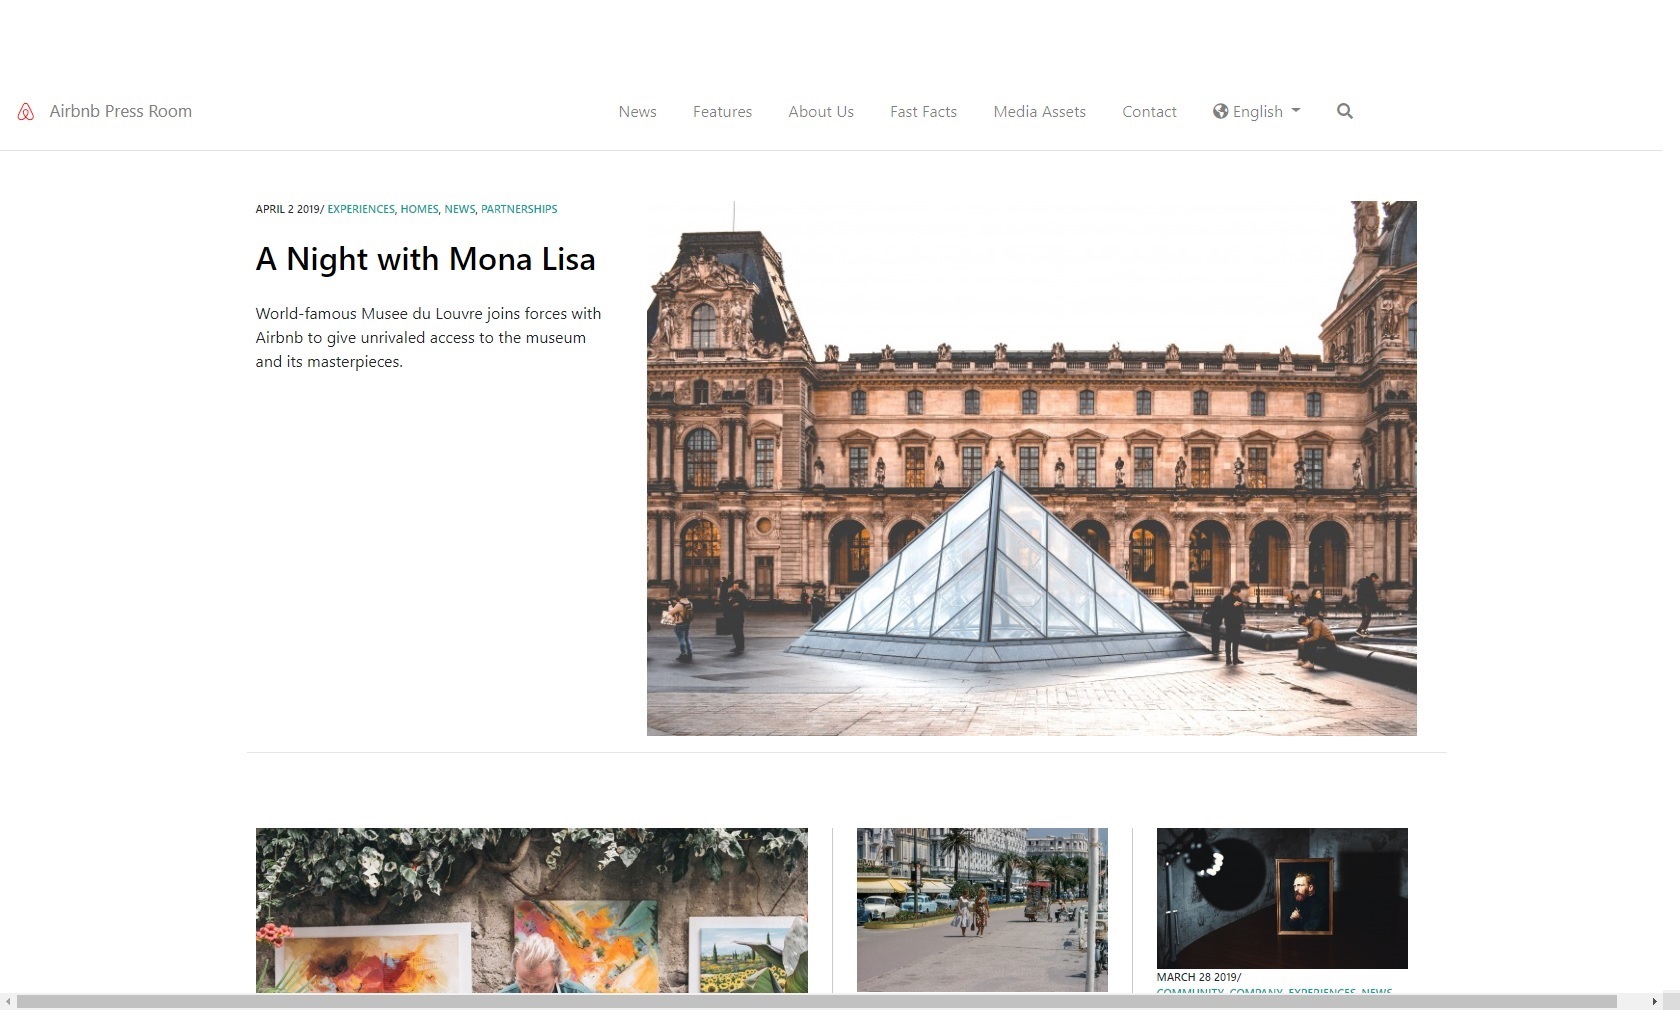 Airbnb Press Room
News
Features
About Us
Fast Facts
Media Assets
Contact
English
APRIL 2 2019/ EXPERIENCES, HOMES, NEWS, PARTNERSHIPS
A Night with Mona Lisa
World-famous Musee du Louvre joins forces with
Airbnb to give unrivaled access to the museum
and its masterpieces.
MARCH 28 2019/
COMMUNITY, COMPANY, EXPERIENCES, NEWS